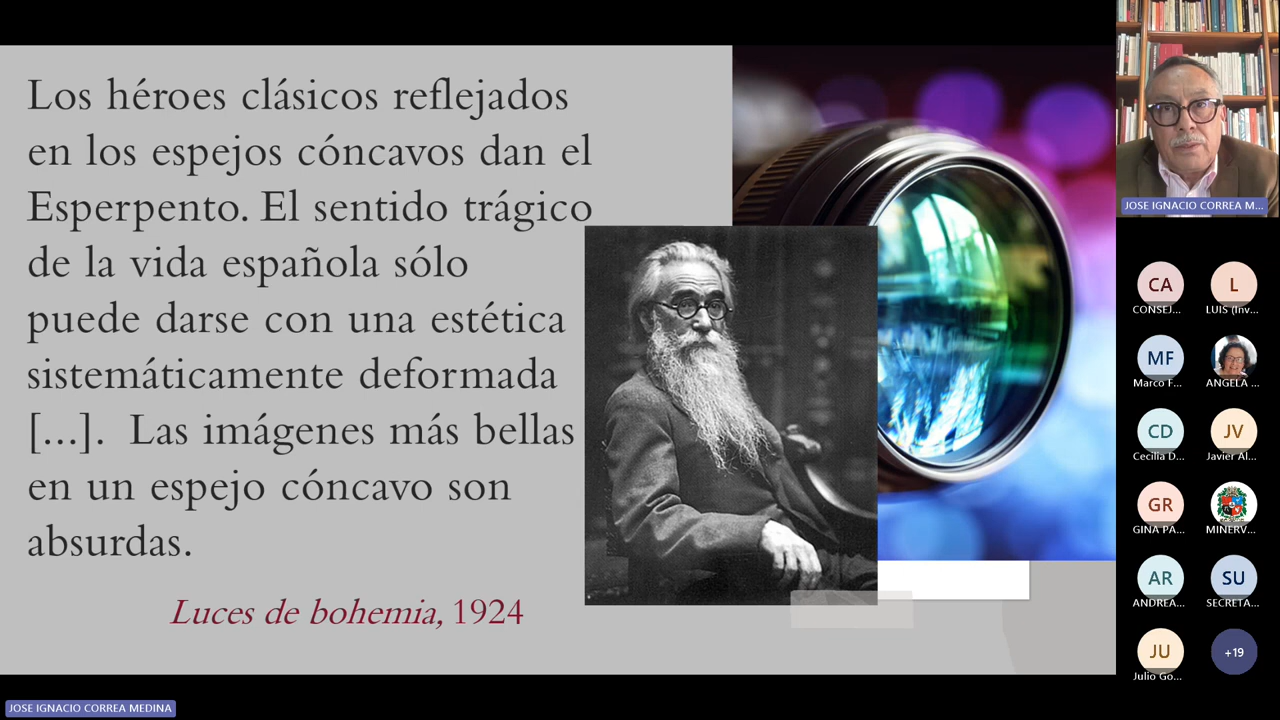 Los héroes clásicos reflejados
en los espejos cóncavos dan el
Esperpento. El sentido trágico
de la vida española sólo
puede darse con una estética
sistemáticamente deformada
[...]. Las imágenes más bellas
en un espejo cóncavo son
absurdas.
Luces de bohemia, 1924
JOSE IGNACIO CORREA M...
CA
CONSEJ...
L
LUIS (Inv...
MF
Marco F...
ANGELA ...
CD
Cecilia D...
JV
Javier Al...
GR
GINA PA...
MINERV...
AR
ANDREA...
SU
SECRETA...
JU
Julio Go...
+19
JOSE IGNACIO CORREA MEDINA